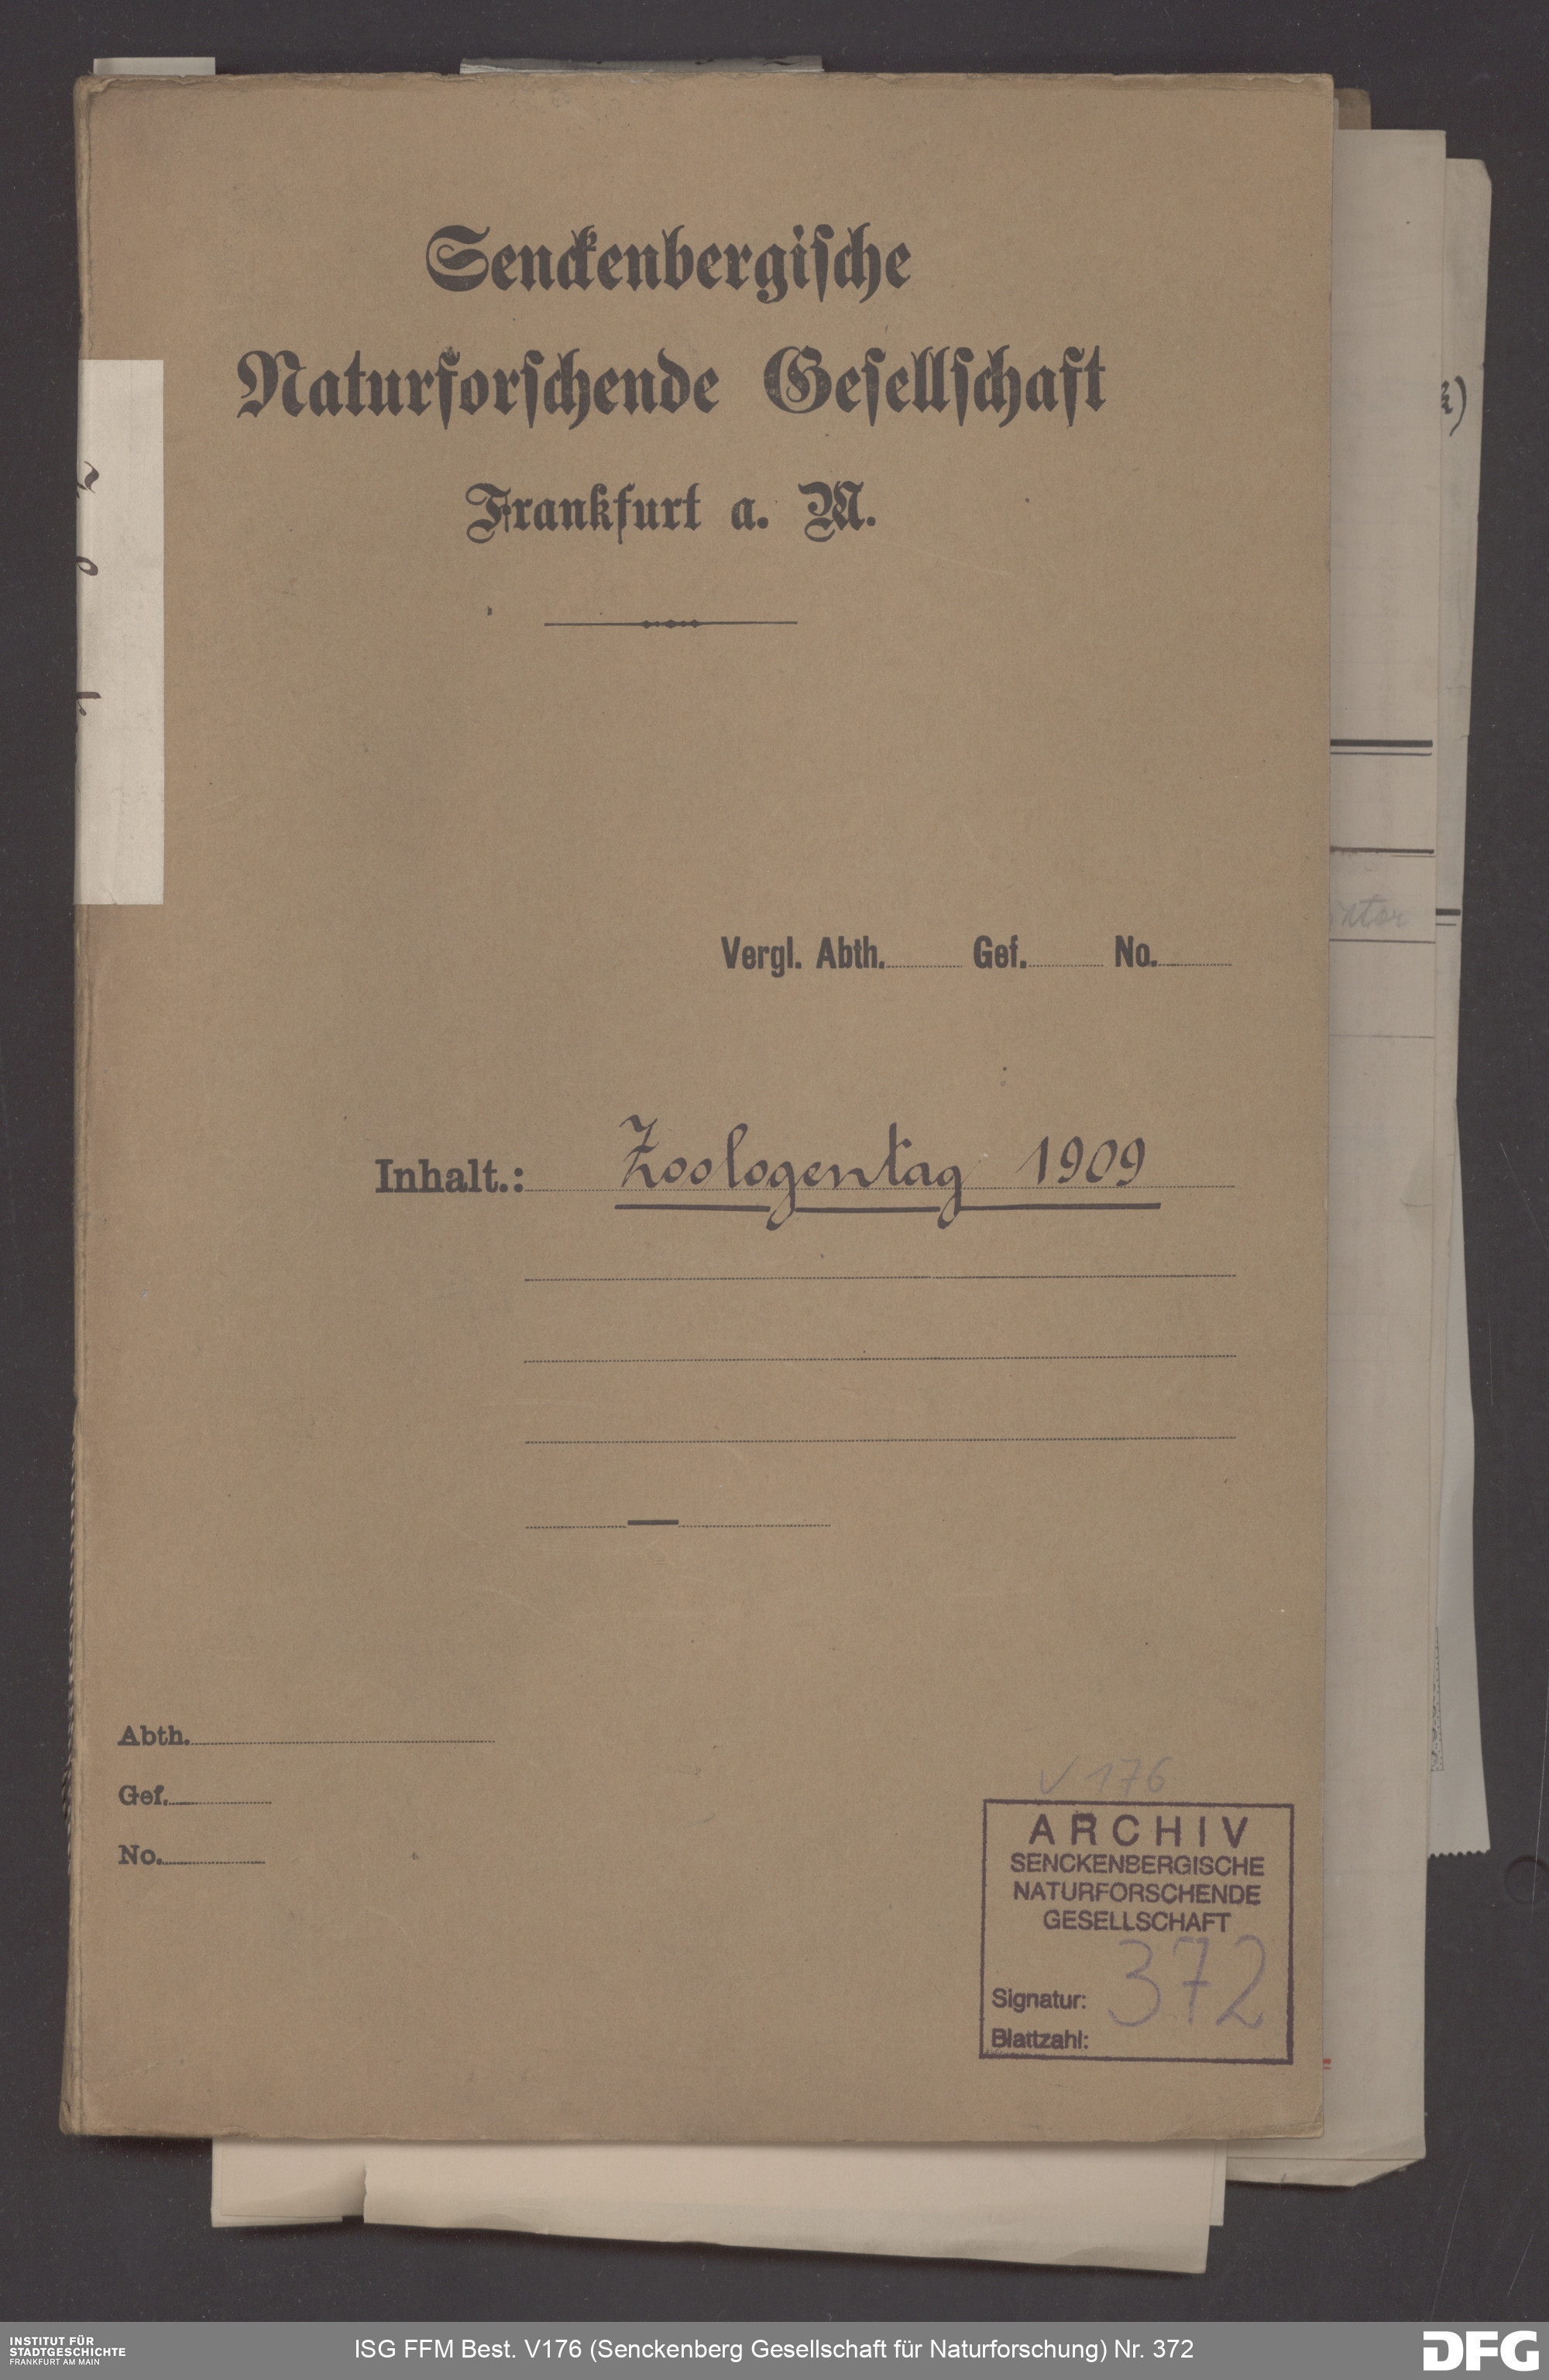 Senckenbergische
Naturforschende Gesellschaft
Frankfurt a. M.
Vergl. Abth. Gef. No.
Inhalt.: Zoologentag 1909
Abth.
Gef.
No.
V 176
ARCHIV
SENCKENBERGISCHE
NATURFORSCHENDE
GESELLSCHAFT
Signatur: 372
Blattzahl:
INSTITUT FÜR
STADTGESCHICHTE
FRANKFURT AM MAIN
ISG FFM Best. V176 (Senckenberg Gesellschaft für Naturforschung) Nr. 372
DFG